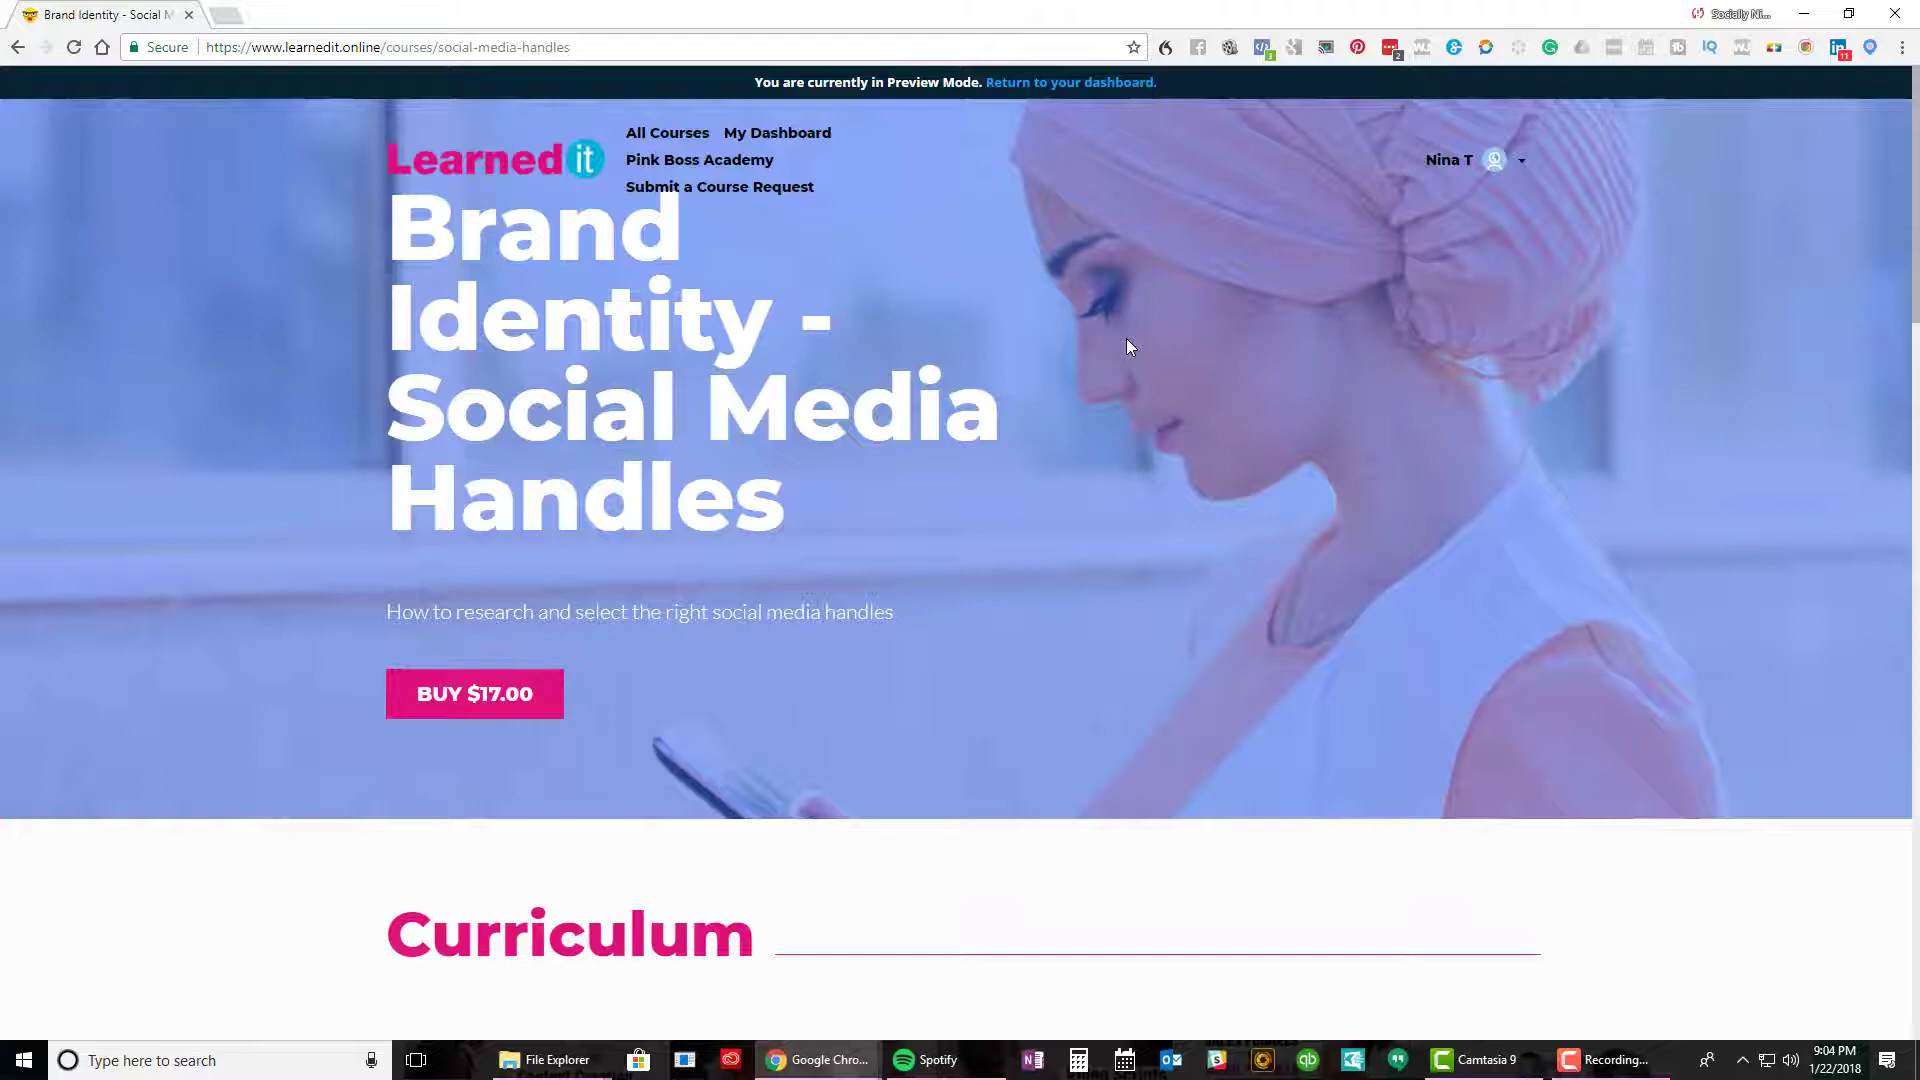 Brand Identity - Social M
Socially Ni...
Secure
https://www.learnedit.online/courses/social-media-handles
You are currently in Preview Mode. Return to your dashboard.
Learned it
All Courses My Dashboard
Pink Boss Academy
Submit a Course Request
Nina T
Brand
Identity -
Social Media
Handles
How to research and select the right social media handles
BUY $17.00
Curriculum
Type here to search
File Explorer
Google Chro...
Spotify
Camtasia 9
Recording...
9:04 PM
1/22/2018